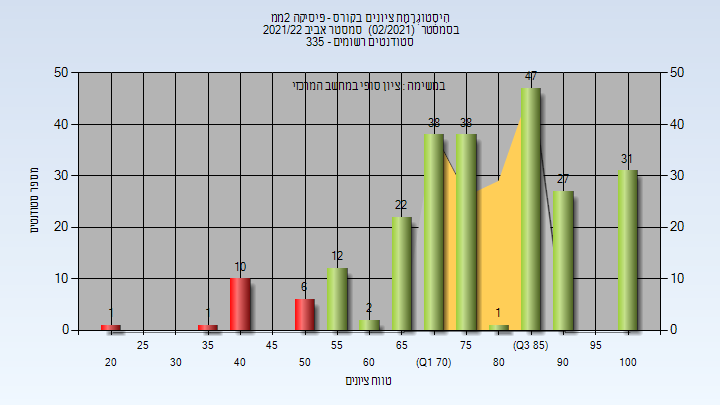 היסטוגרמת ציונים בקורס - פיסיקה 2ממ
בסמסטר (02/2021) סמסטר אביב 2021/22
סטודנטים רשומים - 335
במשימה : ציון סופי במחשב המרכזי
מספר סטודנטים
50 40 30 20 10 0
50 40 30 20 10 0
1 1 10 6 12 2 22 38 38 1 47 27 31
25 35 45 55 65 75 (Q3 85) 95
20 30 40 50 60 (Q1 70) 80 90 100
טווח ציונים